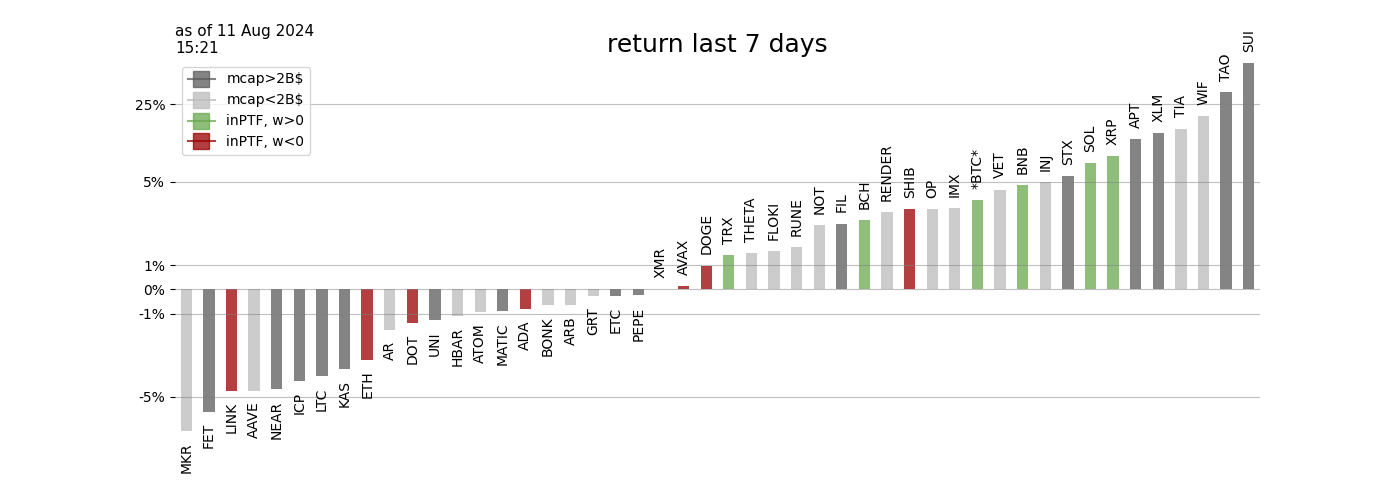 as of 11 Aug 2024
15:21
return last 7 days
mcap>2B$
mcap<2B$
inPTF, w>0
inPTF, w<0
25%
5%
1%
0%
-1%
-5%
MKR
FET
LINK
AAVE
NEAR
ICP
LTC
KAS
ETH
AR
DOT
UNI
HBAR
ATOM
MATIC
ADA
BONK
ARB
GRT
ETC
PEPE
XMR
AVAX
DOGE
TRX
THETA
FLOKI
RUNE
NOT
FIL
BCH
RENDER
SHIB
OP
IMX
*BTC*
VET
BNB
INJ
STX
SOL
XRP
APT
XLM
TIA
WIF
TAO
SUI